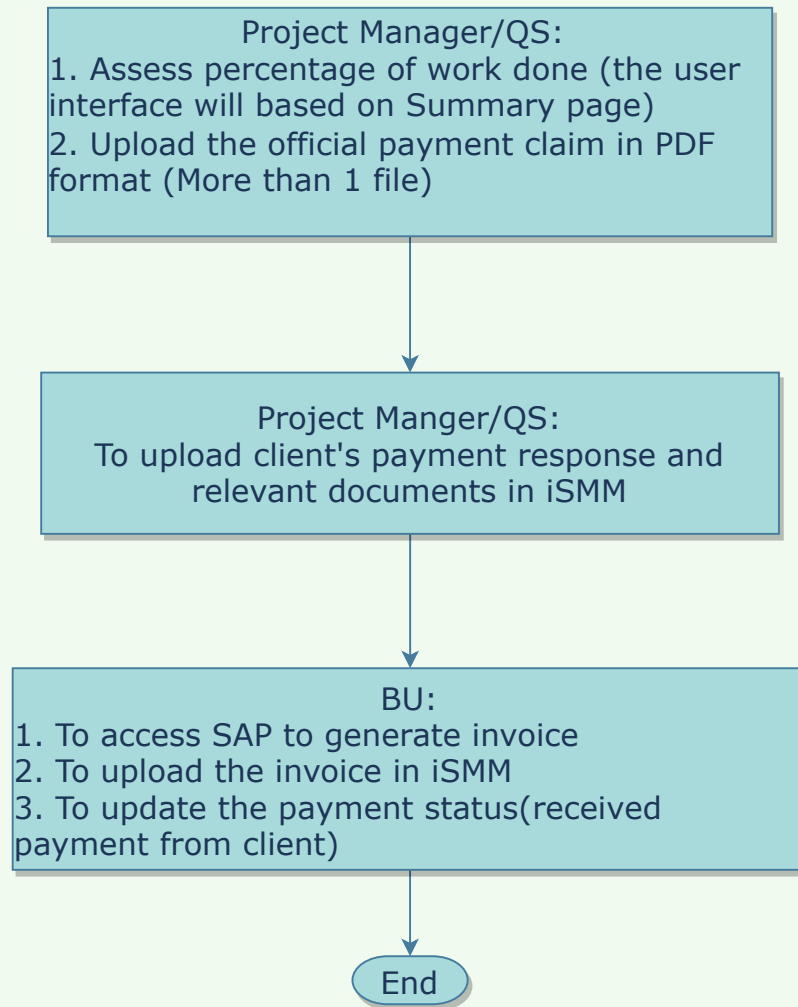 Project Manager/QS:
1. Assess percentage of work done (the user
interface will based on Summary page)
2. Upload the official payment claim in PDF
format (More than 1 file)
Project Manger/QS:
To upload client's payment response and
relevant documents in iSMM
BU:
1. To access SAP to generate invoice
2. To upload the invoice in iSMM
3. To update the payment status(received
payment from client)
End